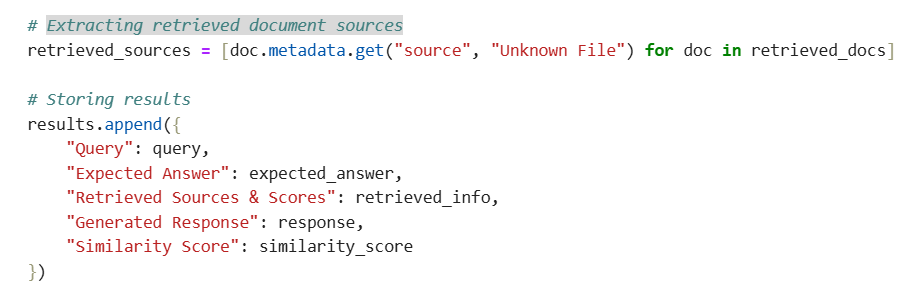 # Extracting retrieved document sources
retrieved_sources = [doc.metadata.get("source", "Unknown File") for doc in retrieved_docs]
# Storing results
results.append({
"Query": query,
"Expected Answer": expected_answer,
"Retrieved Sources & Scores": retrieved_info,
"Generated Response": response,
"Similarity Score": similarity_score
})